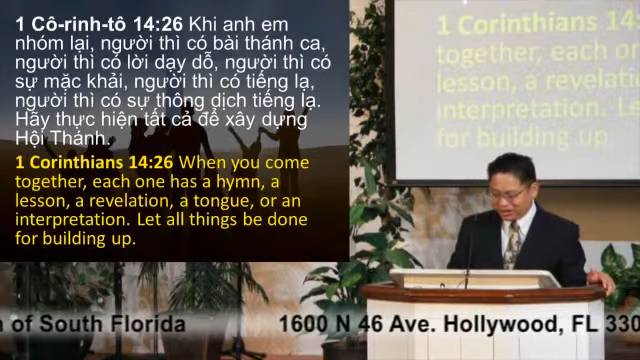 1 Cô-rinh-tô 14:26 Khi anh em
nhóm lại, người thì có bài thánh ca,
người thì có lời dạy dỗ, người thì có
sự mặc khải, người thì có tiếng lạ,
người thì có sự thông dịch tiếng lạ.
Hãy thực hiện tất cả để xây dựng
Hội Thánh.
1 Corinthians 14:26 When you come
together, each one has a hymn, a
lesson, a revelation, a tongue, or an
interpretation. Let all things be done
for building up.
1 Corinthians 14
together, each on
lesson, a revelation
interpretation. Le
for building up
of South Florida
1600 N 46 Ave. Hollywood, FL 330